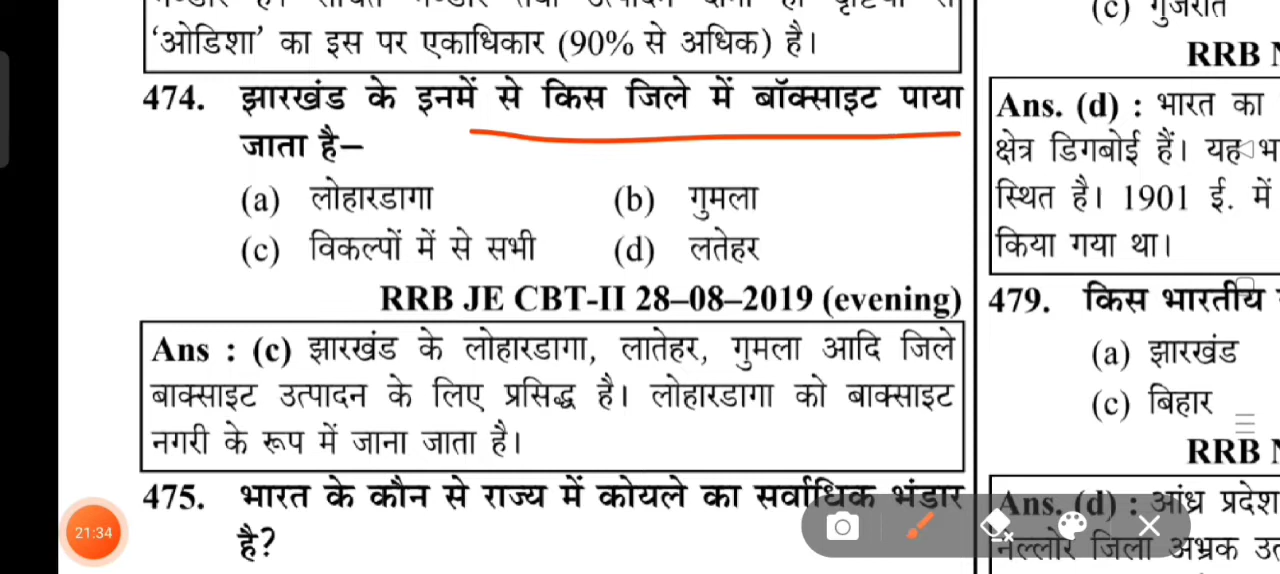 ‘ओडिशा’ का इस पर एकाधिकार (90% से अधिक) है।
474. झारखंड के इनमें से किस जिले में बॉक्साइट पाया
जाता है–
(a) लोहारडागा (b) गुमला
(c) विकल्पों में से सभी (d) लतेहर
RRB JE CBT-II 28–08–2019 (evening)
Ans : (c) झारखंड के लोहारडागा, लातेहर, गुमला आदि जिले
बाक्साइट उत्पादन के लिए प्रसिद्ध है। लोहारडागा को बाक्साइट
नगरी के रूप में जाना जाता है।
475. भारत के कौन से राज्य में कोयले का सर्वाधिक भंडार
है?
21:34
(c) गुजरात
RRB
Ans. (d) : भारत का
क्षेत्र डिगबोई हैं। यह
स्थित है। 1901 ई. में
किया गया था।
479. किस भारतीय
(a) झारखंड
(c) बिहार
RRB
Ans. (d) : आंध्र प्रदेश
नेल्लोर जिला अभ्रक